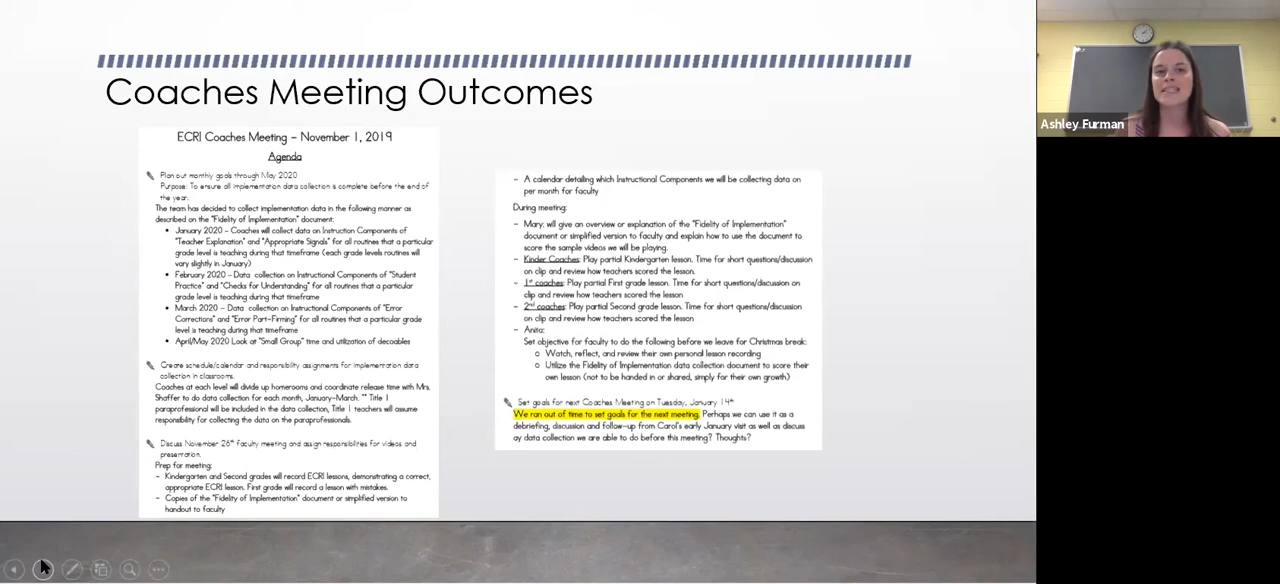 Coaches Meeting Outcomes
ECRI Coaches Meeting – November 1, 2019
Agenda
Plan out monthly goals through May 2020
Purpose: To ensure all implementation data collection is complete before the end of
the year.
The team has decided to collect implementation data in the following manner as
described on the "Fidelity of Implementation" document:
• January 2020 – Coaches will collect data on Instruction Components of
"Teacher Explanation" and "Appropriate Signals" for all routines that a particular
grade level is teaching during that timeframe (each grade levels routines will
vary slightly in January)
• February 2020 – Data collection on Instructional Components of "Student
Practice" and "Checks for Understanding" for all routines that a particular
grade level is teaching during that timeframe
• March 2020 – Data collection on Instructional Components of "Error
Corrections" and "Error Part-Firming" for all routines that a particular grade
level is teaching during that timeframe
• April/May 2020 Look at "Small Group" time and utilization of decoables
Create schedule/calendar and responsibility assignments for implementation data
collection in classrooms.
Coaches at each level will divide up homerooms and coordinate release time with Mrs.
Shaffer to do data collection for each month, January-March. ** Title 1
paraprofessional will be included in the data collection, Title 1 teachers will assume
responsibility for collecting the data on the paraprofessionals.
Discuss November 26th faculty meeting and assign responsibilities for videos and
presentation.
Prep for meeting:
- Kindergarten and Second grades will record ECRI lessons, demonstrating a correct,
appropriate ECRI lesson. First grade will record a lesson with mistakes.
- Copies of the "Fidelity of Implementation" document or simplified version to
handout to faculty
- A calendar detailing which Instructional Components we will be collecting data on
per month for faculty
During meeting:
- Mary: will give an overview or explanation of the "Fidelity of Implementation"
document or simplified version to faculty and explain how to use the document to
score the sample videos we will be playing.
- Kinder Coaches: Play partial Kindergarten lesson. Time for short questions/discussion
on clip and review how teachers scored the lesson.
- 1st coaches: Play partial First grade lesson. Time for short questions/discussion on
clip and review how teachers scored the lesson
- 2nd coaches: Play partial Second grade lesson. Time for short questions/discussion
on clip and review how teachers scored the lesson
- Anita:
Set objective for faculty to do the following before we leave for Christmas break:
o Watch, reflect, and review their own personal lesson recording
o Utilize the Fidelity of Implementation data collection document to score their
own lesson (not to be handed in or shared, simply for their own growth)
Set goals for next Coaches Meeting on Tuesday, January 14th
We ran out of time to set goals for the next meeting. Perhaps we can use it as a
debriefing, discussion and follow-up from Carol's early January visit as well as discuss
ay data collection we are able to do before this meeting? Thoughts?
Ashley Furman